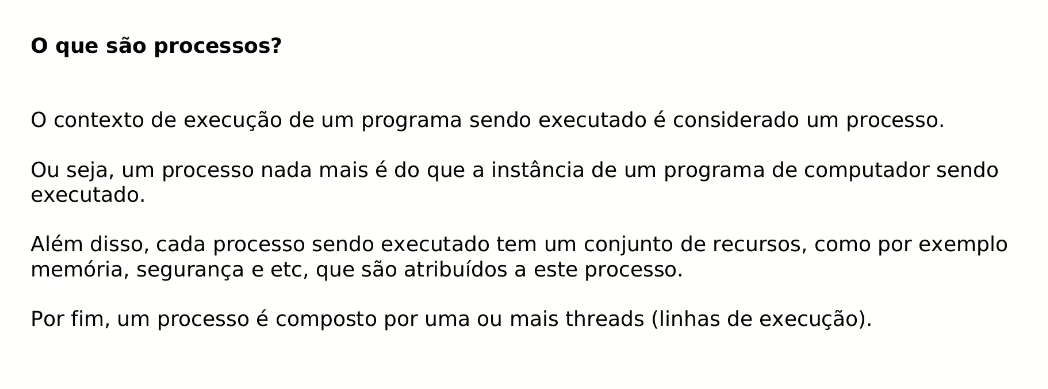 O que são processos?
O contexto de execução de um programa sendo executado é considerado um processo.
Ou seja, um processo nada mais é do que a instância de um programa de computador sendo
executado.
Além disso, cada processo sendo executado tem um conjunto de recursos, como por exemplo
memória, segurança e etc, que são atribuídos a este processo.
Por fim, um processo é composto por uma ou mais threads (linhas de execução).